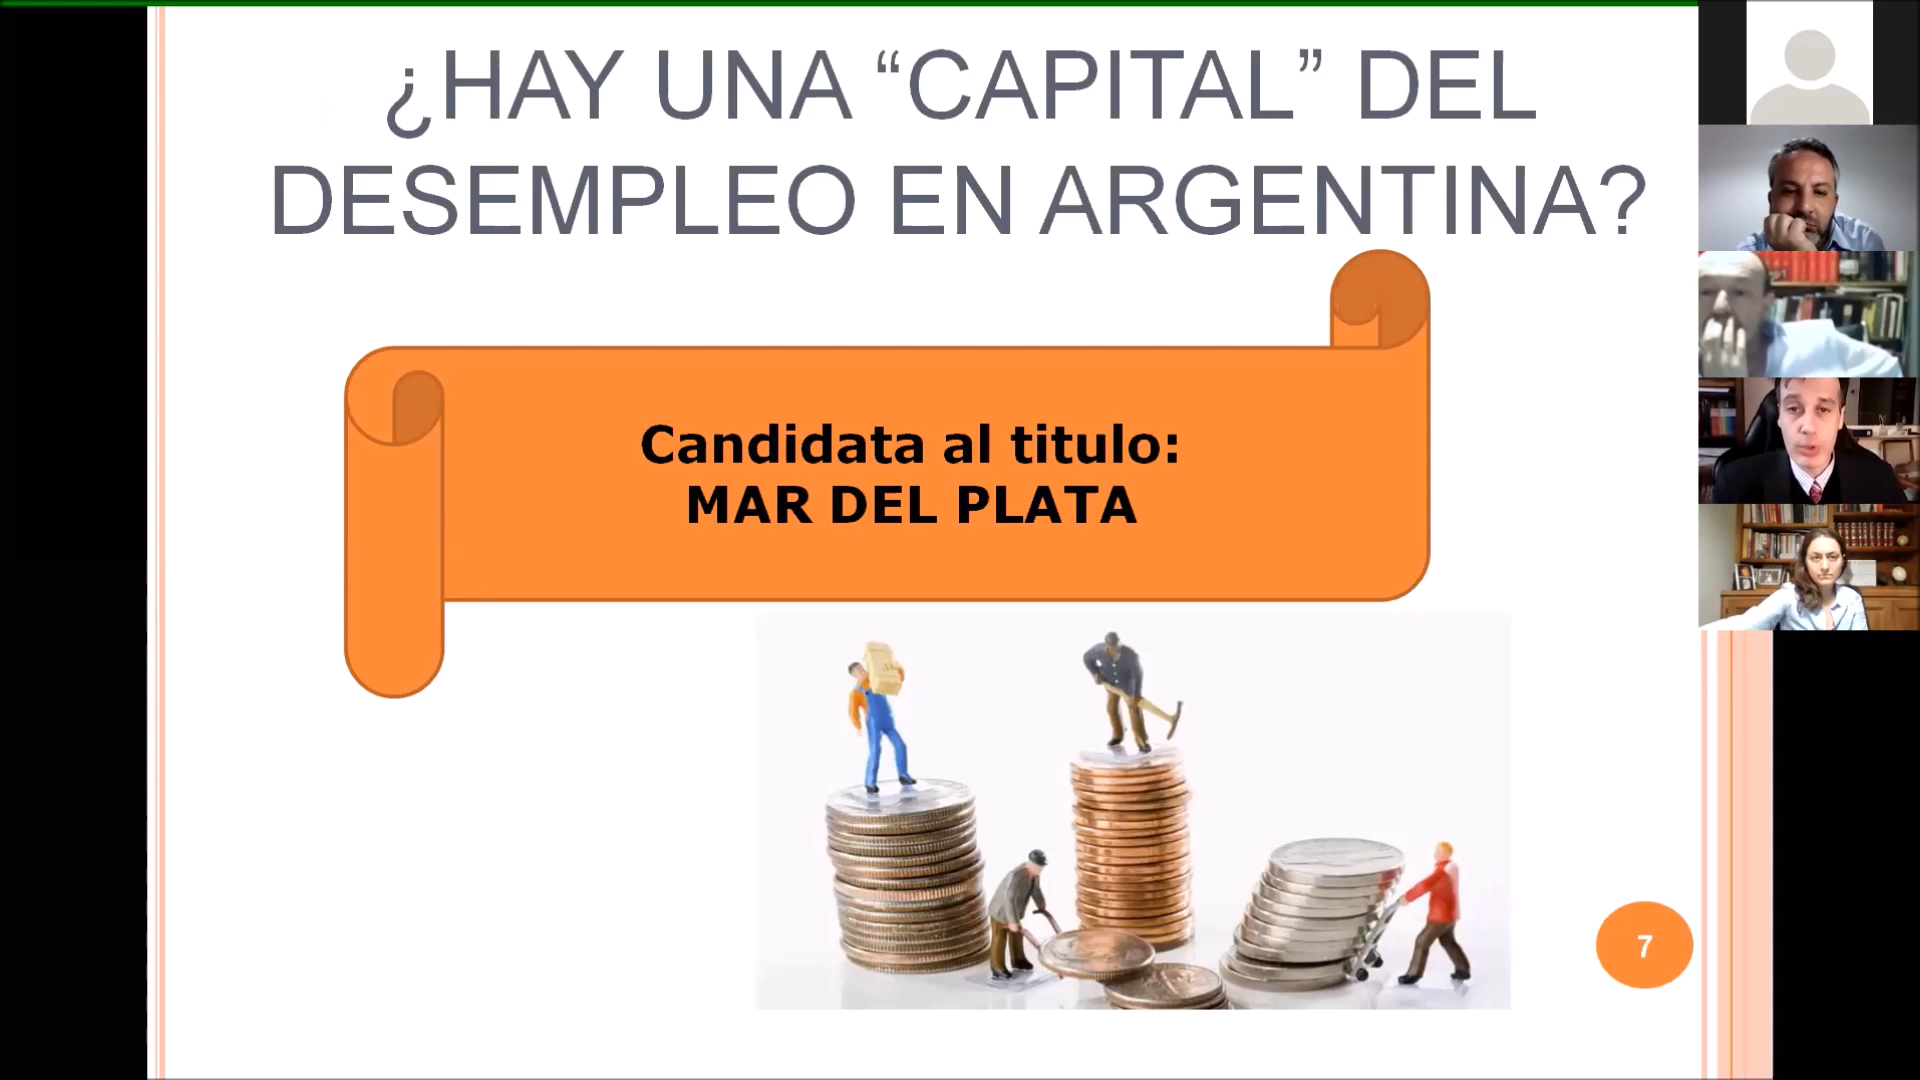 ¿HAY UNA “CAPITAL” DEL
DESEMPLEO EN ARGENTINA?
Candidata al titulo:
MAR DEL PLATA
7